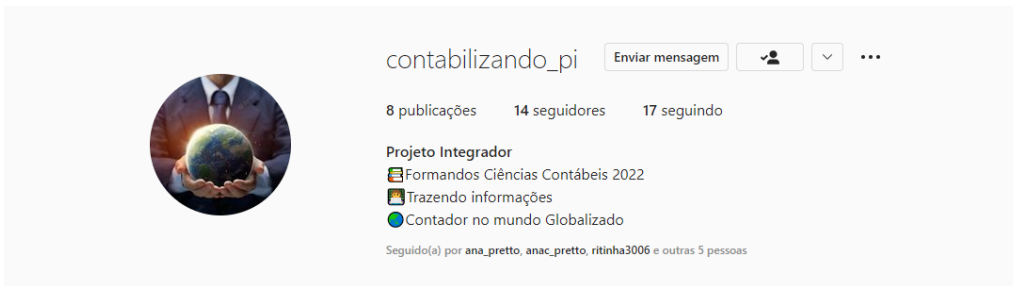 contabilizando_pi Enviar mensagem
8 publicações 14 seguidores 17 seguindo
Projeto Integrador
📚Formandos Ciências Contábeis 2022
👩‍💻Trazendo informações
🌎Contador no mundo Globalizado
Seguido(a) por ana_pretto, anac_pretto, ritinha3006 e outras 5 pessoas